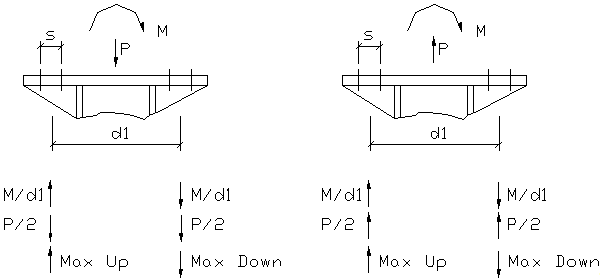 M M
s P s P
d1 d1
M/d1 M/d1 M/d1 M/d1
P/2 P/2 P/2 P/2
Max Up Max Down Max Up Max Down